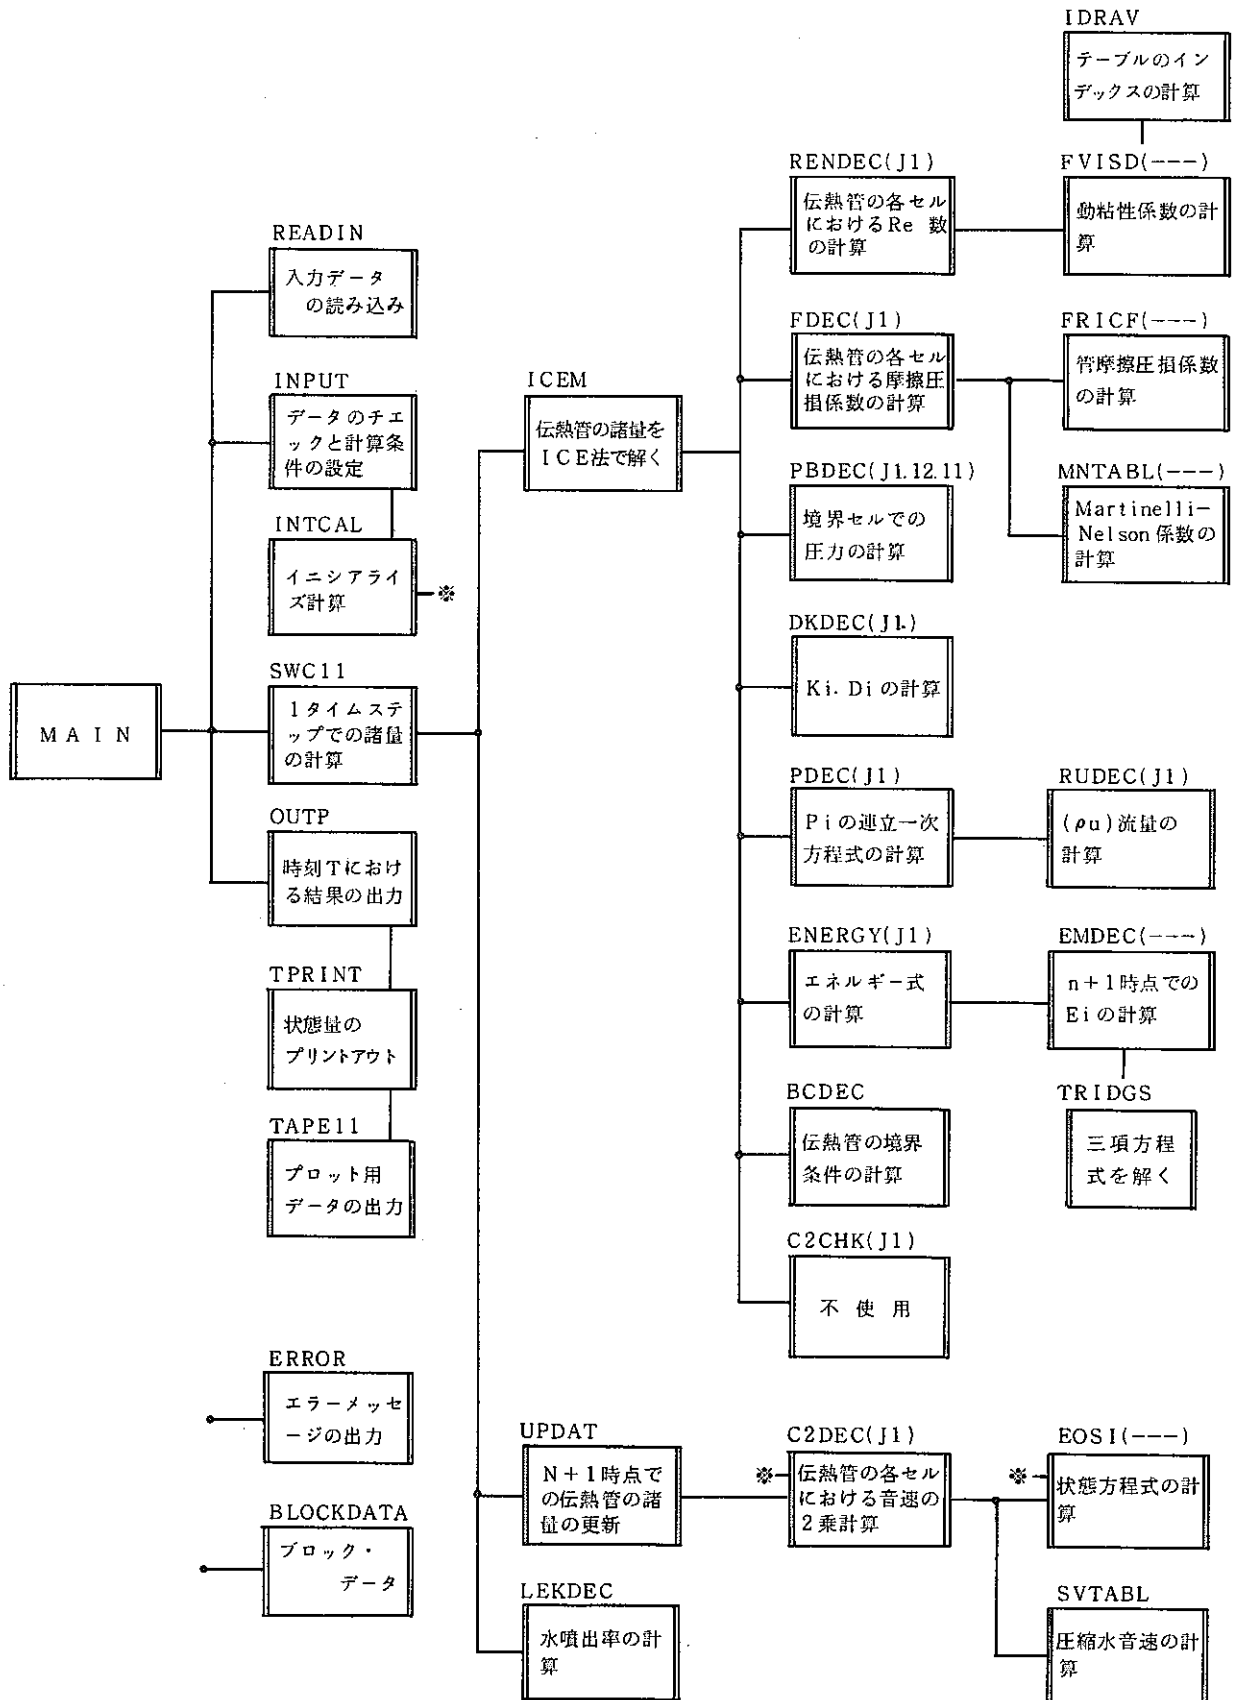 MAIN
READIN
入力データ
の読み込み
INPUT
データのチェ
ックと計算条
件の設定
INTCAL
イニシアライ
ズ計算
※
SWC11
1タイムステ
ップでの諸量
の計算
OUTP
時刻Tにおけ
る結果の出力
TPRINT
状態量の
プリントアウト
TAPE11
プロット用
データの出力
ERROR
エラーメッセ
ージの出力
BLOCKDATA
ブロック・
データ
ICEM
伝熱管の諸量を
ICE法で解く
UPDAT
N+1時点で
の伝熱管の諸
量の更新
LEKDEC
水噴出率の計
算
RENDEC(J1)
伝熱管の各セル
におけるRe 数
の計算
FDEC(J1)
伝熱管の各セル
における摩擦圧
損係数の計算
PBDEC(J1.12.11)
境界セルでの
圧力の計算
DKDEC(J1.)
Ki.Diの計算
PDEC(J1)
Piの連立一次
方程式の計算
ENERGY(J1)
エネルギー式
の計算
BCDEC
伝熱管の境界
条件の計算
C2CHK(J1)
不使用
C2DEC(J1)
※
伝熱管の各セル
における音速の
2乗計算
IDRAV
テーブルのイン
デックスの計算
FVISD(---)
動粘性係数の計
算
FRICF(---)
管摩擦圧損係数
の計算
MNTABL(---)
Martinelli-
Nelson係数の
計算
RUDEC(J1)
(ρu)流量の
計算
EMDEC(---)
n+1時点での
Eiの計算
TRIDGS
三項方程
式を解く
EOSI(---)
※
状態方程式の計
算
SVTABL
圧縮水音速の計
算